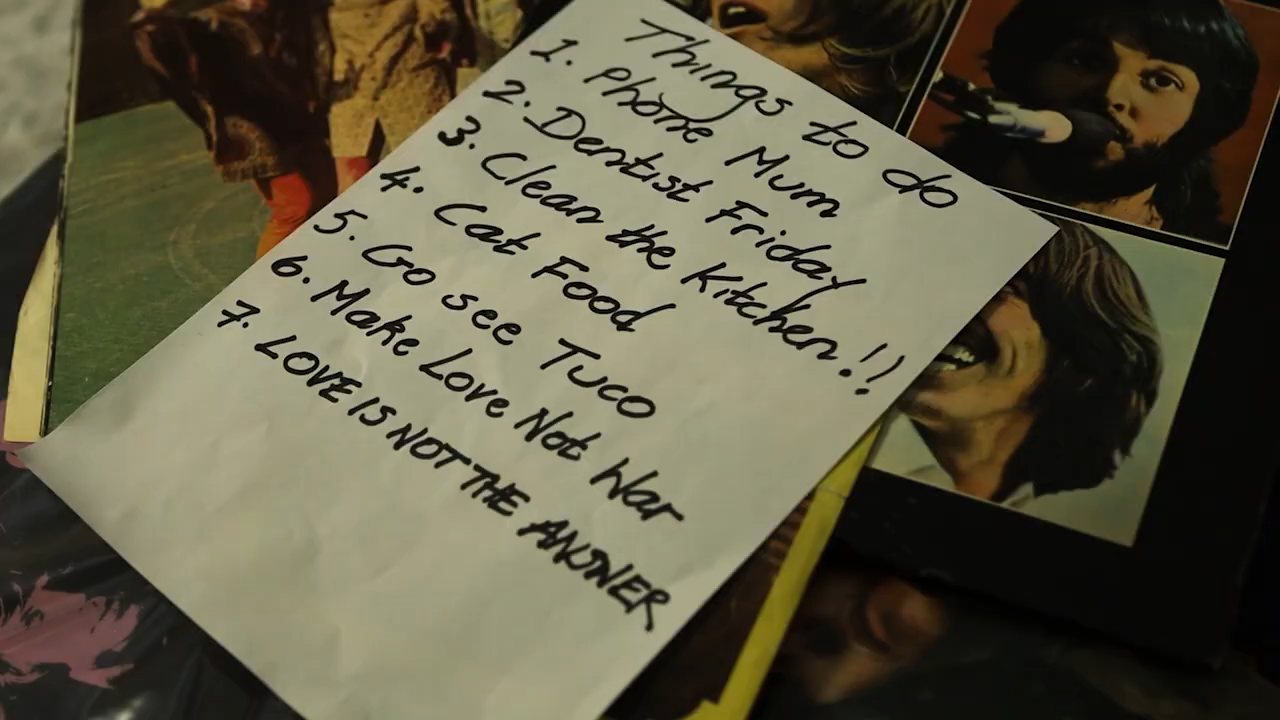 Things to do
1. Phone Mum
2. Dentist Friday
3. Clean the Kitchen!!
4. Cat Food
5. Go see Tuco
6. Make Love Not War
7. LOVE IS NOT THE ANSWER